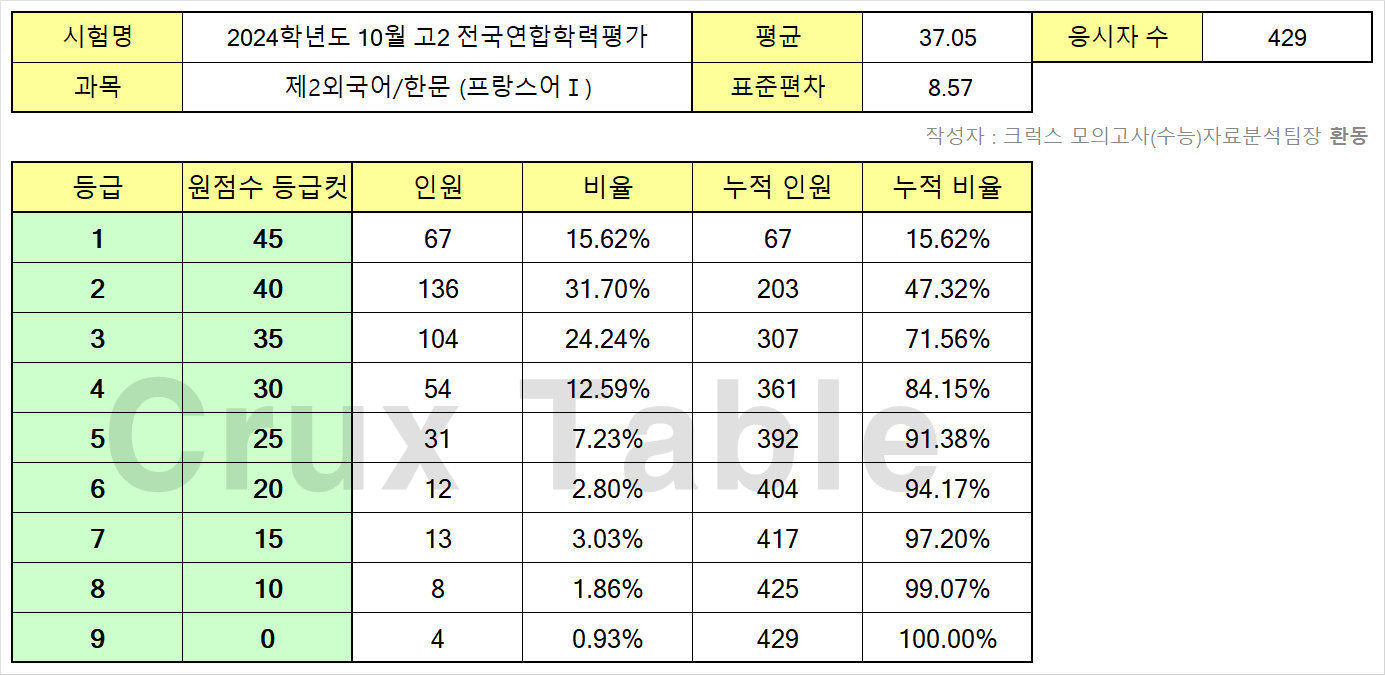 시험명 2024학년도 10월 고2 전국연합학력평가 평균 37.05 응시자 수 429
과목 제2외국어/한문 (프랑스어Ⅰ) 표준편차 8.57
작성자 : 크럭스 모의고사(수능)자료분석팀장 환동
등급 원점수 등급컷 인원 비율 누적 인원 누적 비율
1 45 67 15.62% 67 15.62%
2 40 136 31.70% 203 47.32%
3 35 104 24.24% 307 71.56%
4 30 54 12.59% 361 84.15%
5 25 31 7.23% 392 91.38%
6 20 12 2.80% 404 94.17%
7 15 13 3.03% 417 97.20%
8 10 8 1.86% 425 99.07%
9 0 4 0.93% 429 100.00%
Crux Table